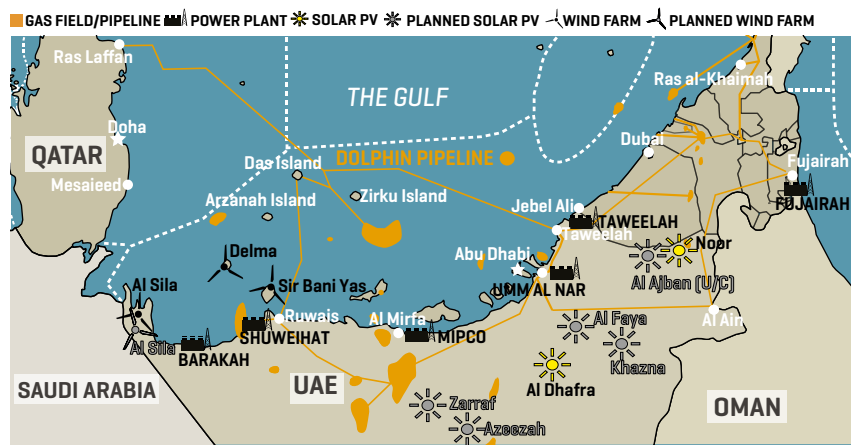 GAS FIELD/PIPELINE POWER PLANT SOLAR PV PLANNED SOLAR PV WIND FARM PLANNED WIND FARM
Ras Laffan
Ras al-Khaimah
THE GULF
Doha
Dubai
QATAR
Das Island
DOLPHIN PIPELINE
Fujairah
Mesaieed
Arzanah Island
Zirku Island
FUJAIRAH
Jebel Ali
TAWEELAH
Taweelah
Noor
Delma
Abu Dhabi
Al Ajban (U/C)
Al Sila
Sir Bani Yas
UMM AL NAR
Ruwais
Al Mirfa
Al Faya
Al Ain
SHUWEIHAT
MIPCO
Al Sila
BARAKAH
Khazna
SAUDI ARABIA
UAE
Al Dhafra
OMAN
Zarraf
Azeezah